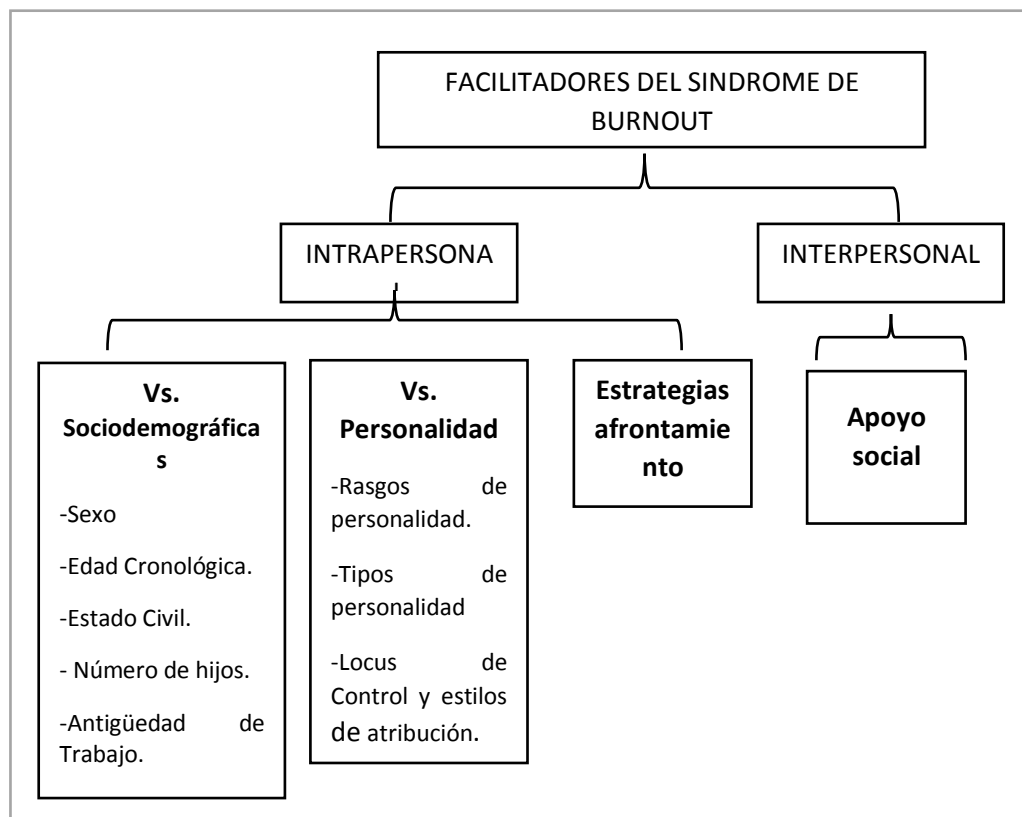 FACILITADORES DEL SINDROME DE
BURNOUT
INTRAPERSONA
INTERPERSONAL
Vs.
Sociodemográfica
s
-Sexo
-Edad Cronológica.
-Estado Civil.
- Número de hijos.
-Antigüedad de
Trabajo.
Vs.
Personalidad
-Rasgos de
personalidad.
-Tipos de
personalidad
-Locus de
Control y estilos
de atribución.
Estrategias
afrontamie
nto
Apoyo
social